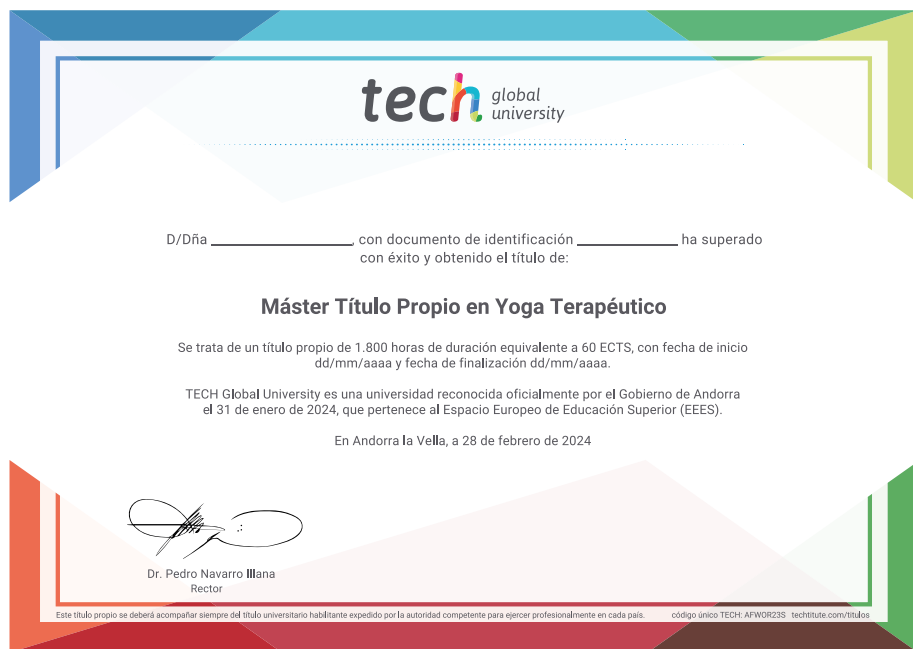 tech global university
D/Dña ____________________, con documento de identificación ______________ ha superado
con éxito y obtenido el título de:
Máster Título Propio en Yoga Terapéutico
Se trata de un título propio de 1.800 horas de duración equivalente a 60 ECTS, con fecha de inicio
dd/mm/aaaa y fecha de finalización dd/mm/aaaa.
TECH Global University es una universidad reconocida oficialmente por el Gobierno de Andorra
el 31 de enero de 2024, que pertenece al Espacio Europeo de Educación Superior (EEES).
En Andorra la Vella, a 28 de febrero de 2024
Dr. Pedro Navarro Illana
Rector
Este título propio se deberá acompañar siempre del título universitario habilitante expedido por la autoridad competente para ejercer profesionalmente en cada país. código único TECH: AFWOR23S techtitute.com/titulos